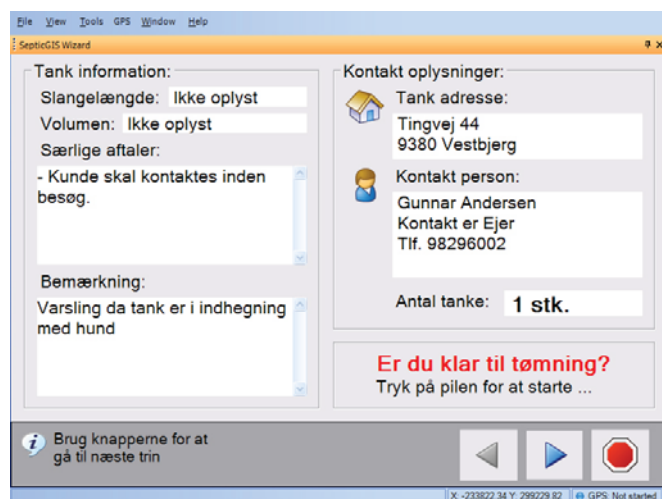 File View Tools GPS Window Help
SepticGIS Wizard
Tank information:
Slangelængde: Ikke oplyst
Volumen: Ikke oplyst
Særlige aftaler:
- Kunde skal kontaktes inden
besøg.
Bemærkning:
Varsling da tank er i indhegning
med hund
Kontakt oplysninger:
Tank adresse:
Tingvej 44
9380 Vestbjerg
Kontakt person:
Gunnar Andersen
Kontakt er Ejer
Tlf. 98296002
Antal tanke: 1 stk.
Er du klar til tømning?
Tryk på pilen for at starte ...
Brug knapperne for at
gå til næste trin
X: -233822.34 Y: 299229.82 GPS: Not started